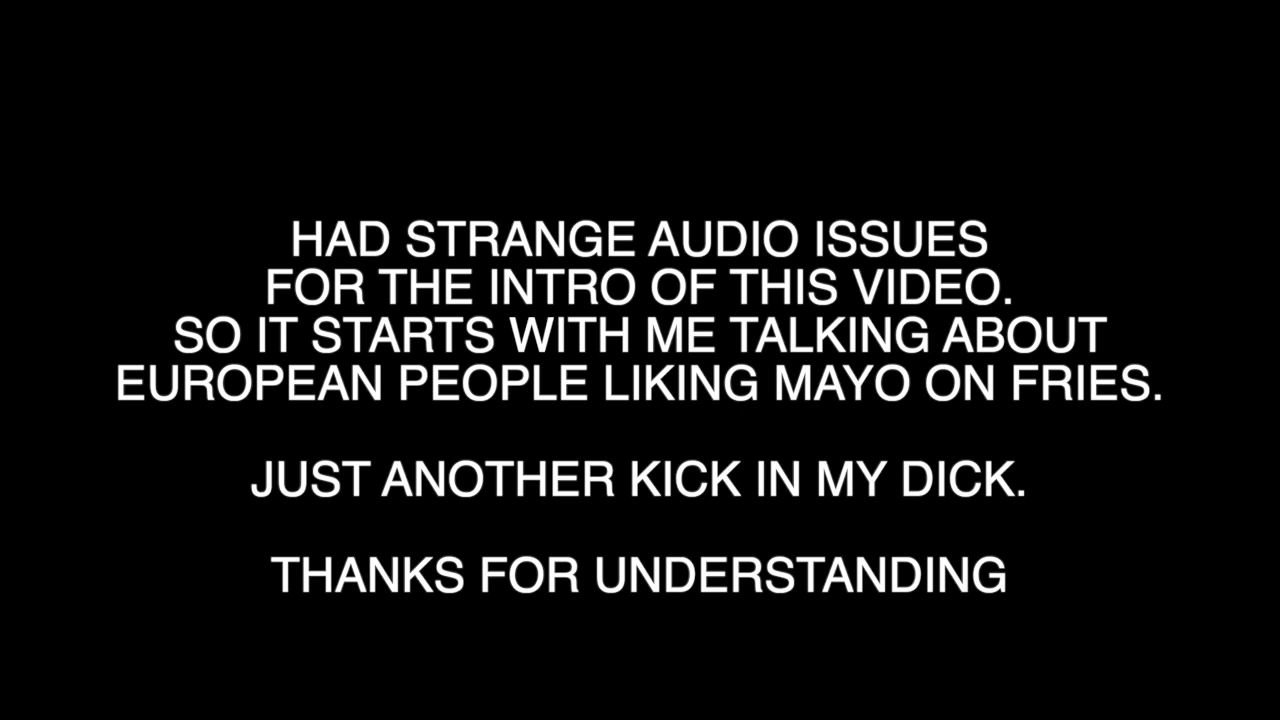 HAD STRANGE AUDIO ISSUES
FOR THE INTRO OF THIS VIDEO.
SO IT STARTS WITH ME TALKING ABOUT
EUROPEAN PEOPLE LIKING MAYO ON FRIES.
JUST ANOTHER KICK IN MY DICK.
THANKS FOR UNDERSTANDING